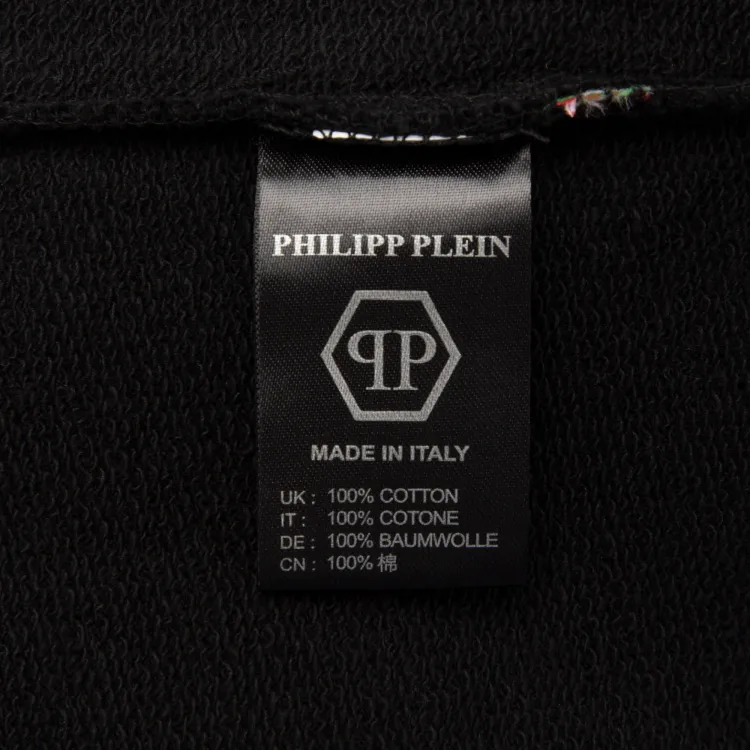 PHILIPP PLEIN
PP
MADE IN ITALY
UK : 100% COTTON
IT : 100% COTONE
DE : 100% BAUMWOLLE
CN : 100% 棉